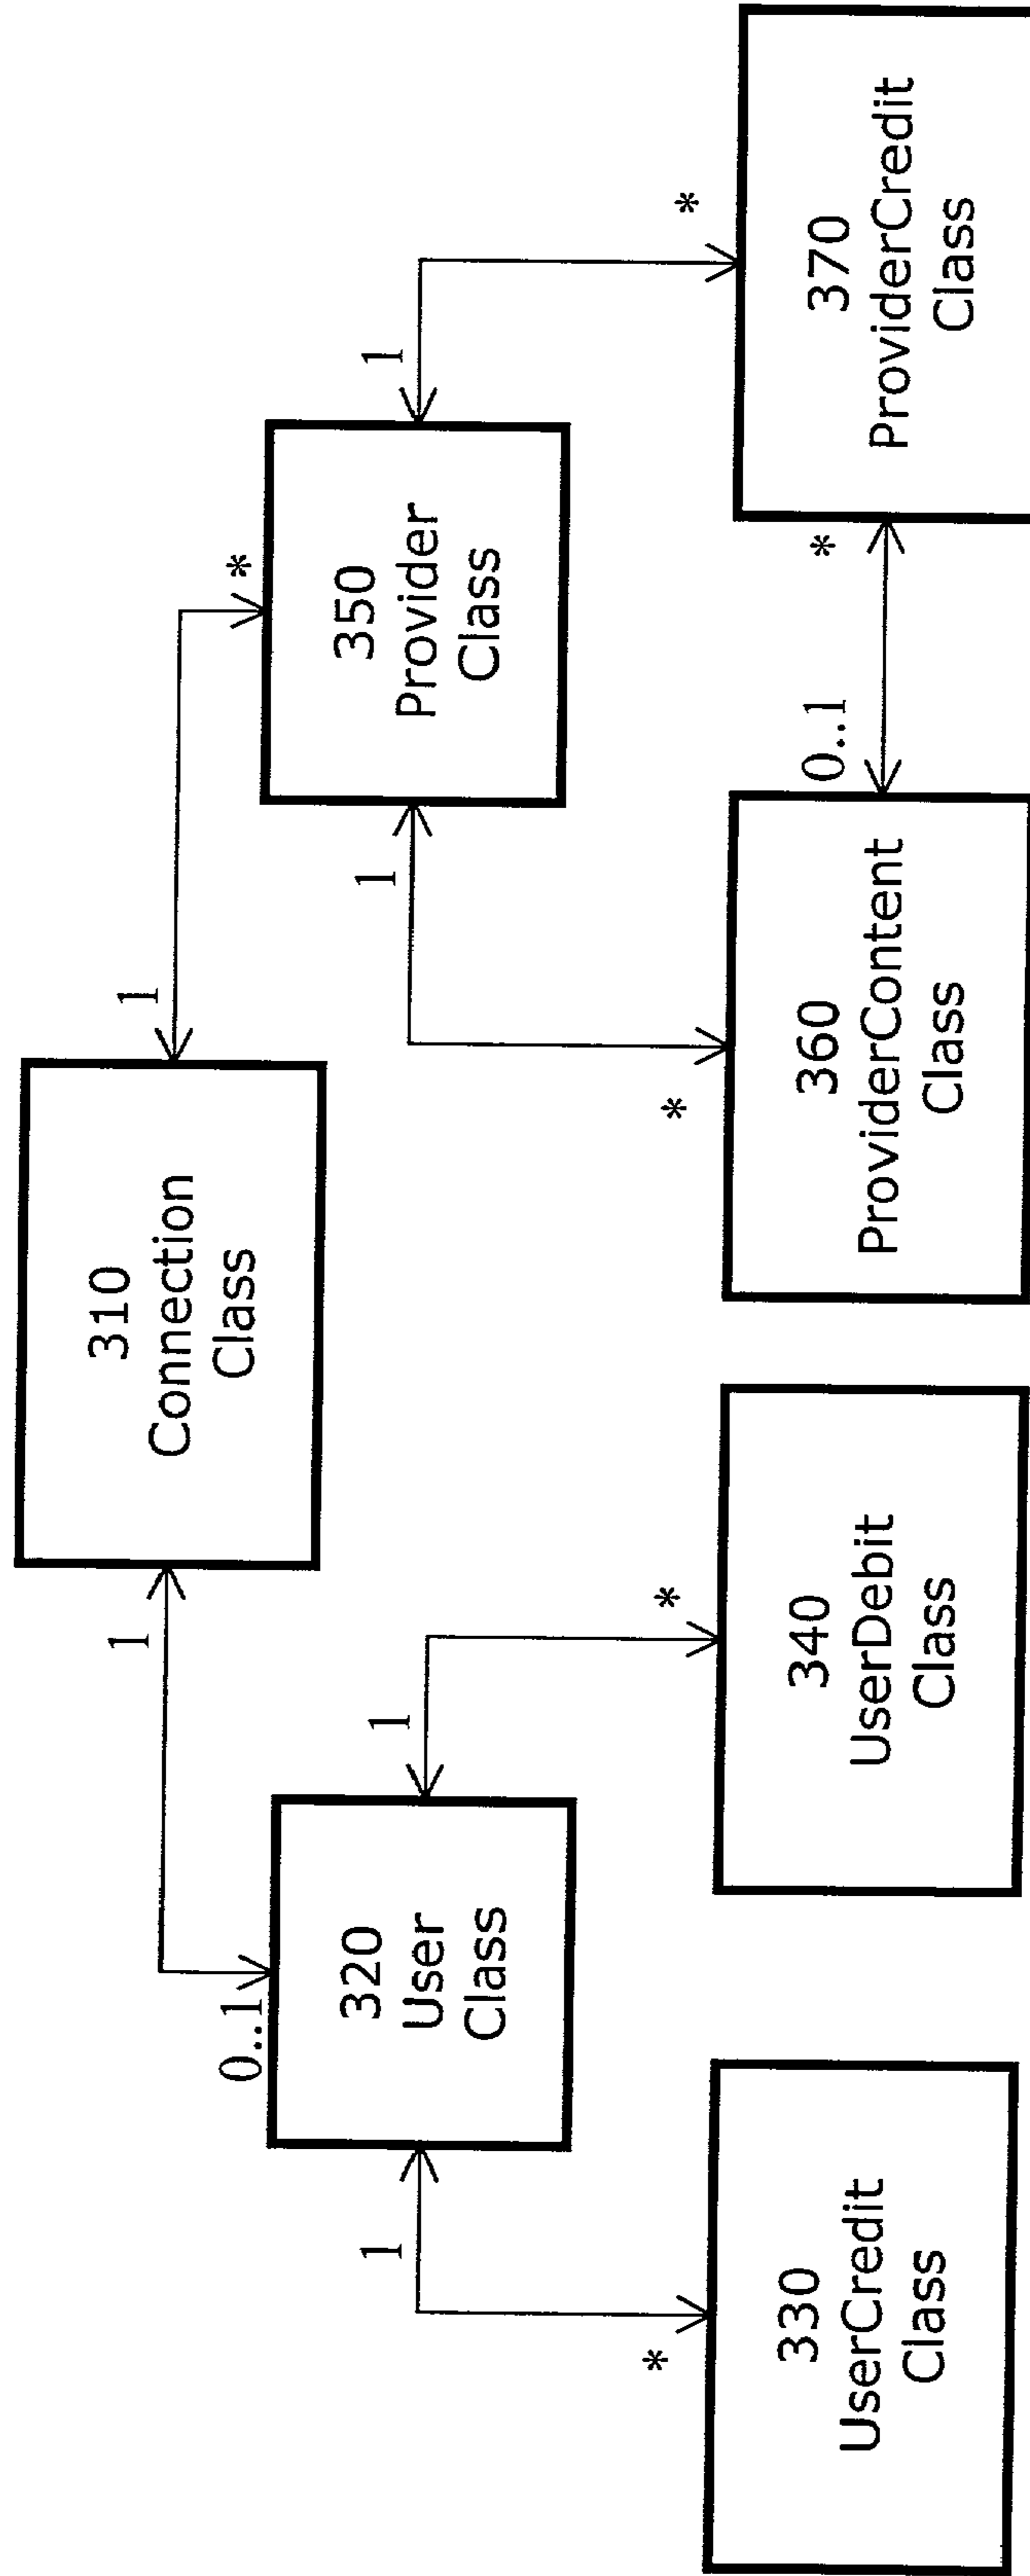 310
Connection
Class
1
1
0..1
*
320
User
Class
350
Provider
Class
1
1
1
1
*
*
*
*
330
UserCredit
Class
340
UserDebit
Class
360
ProviderContent
Class
0..1
*
370
ProviderCredit
Class